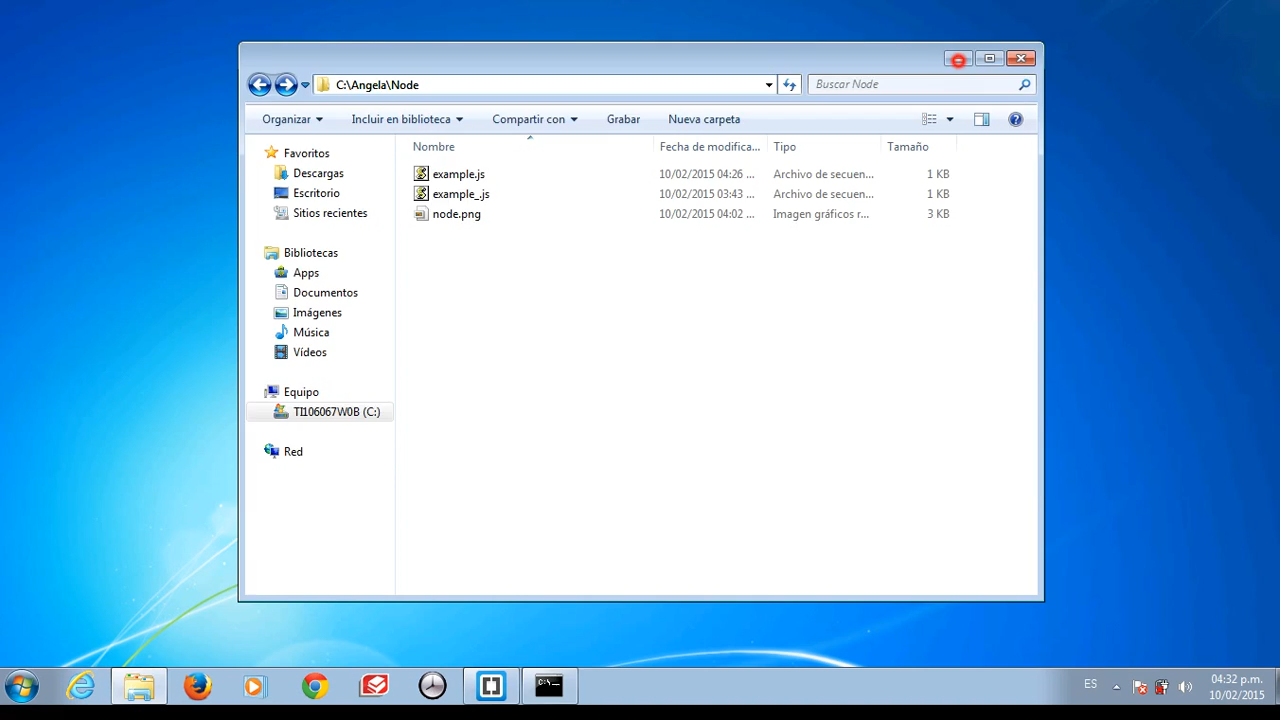 C:\Angela\Node
Buscar Node
Organizar
Incluir en biblioteca
Compartir con
Grabar
Nueva carpeta
Nombre
Fecha de modifica...
Tipo
Tamaño
example.js
10/02/2015 04:26 ...
Archivo de secuen...
1 KB
example_.js
10/02/2015 03:43 ...
Archivo de secuen...
1 KB
node.png
10/02/2015 04:02 ...
Imagen gráficos r...
3 KB
Favoritos
Descargas
Escritorio
Sitios recientes
Bibliotecas
Apps
Documentos
Imágenes
Música
Vídeos
Equipo
TI106067W0B (C:)
Red
C:\_
ES
04:32 p.m.
10/02/2015